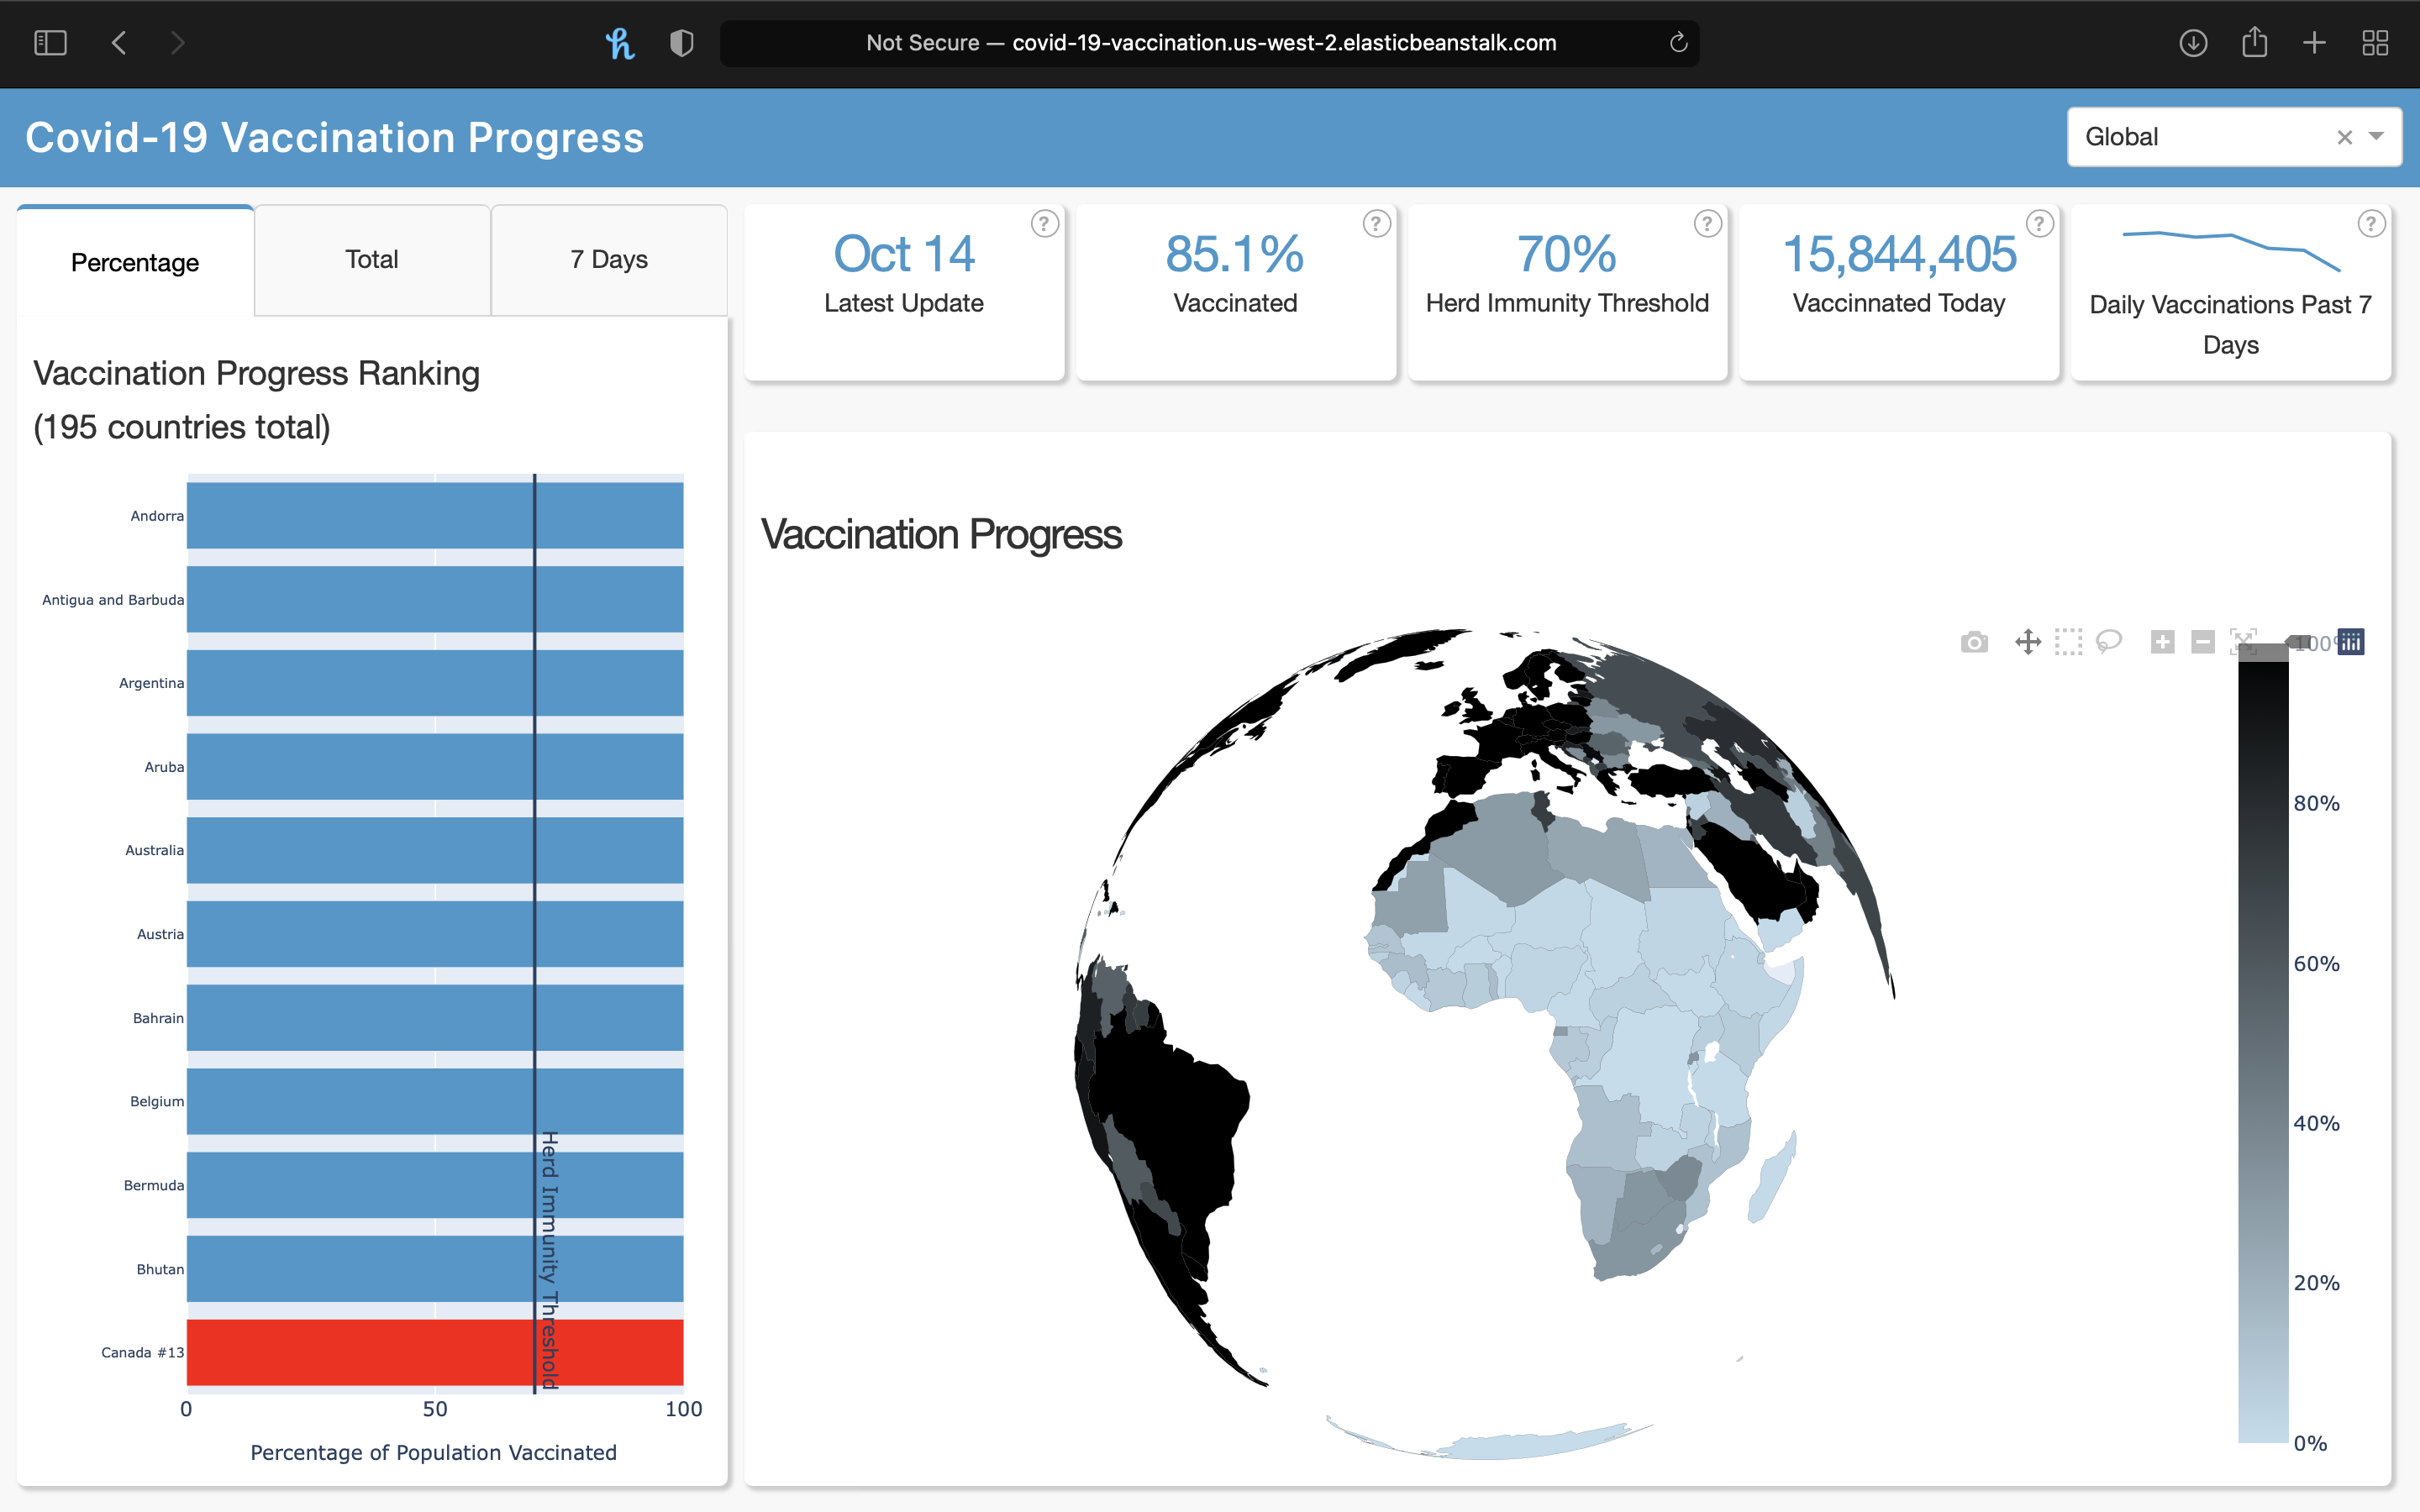 Not Secure — covid-19-vaccination.us-west-2.elasticbeanstalk.com
Covid-19 Vaccination Progress
Global
Percentage
Total
7 Days
Oct 14
Latest Update
?
85.1%
Vaccinated
?
70%
Herd Immunity Threshold
?
15,844,405
Vaccinnated Today
?
Daily Vaccinations Past 7
Days
?
Vaccination Progress Ranking
(195 countries total)
Andorra
Antigua and Barbuda
Argentina
Aruba
Australia
Austria
Bahrain
Belgium
Bermuda
Bhutan
Canada #13
Herd Immunity Threshold
0
50
100
Percentage of Population Vaccinated
Vaccination Progress
100%
80%
60%
40%
20%
0%